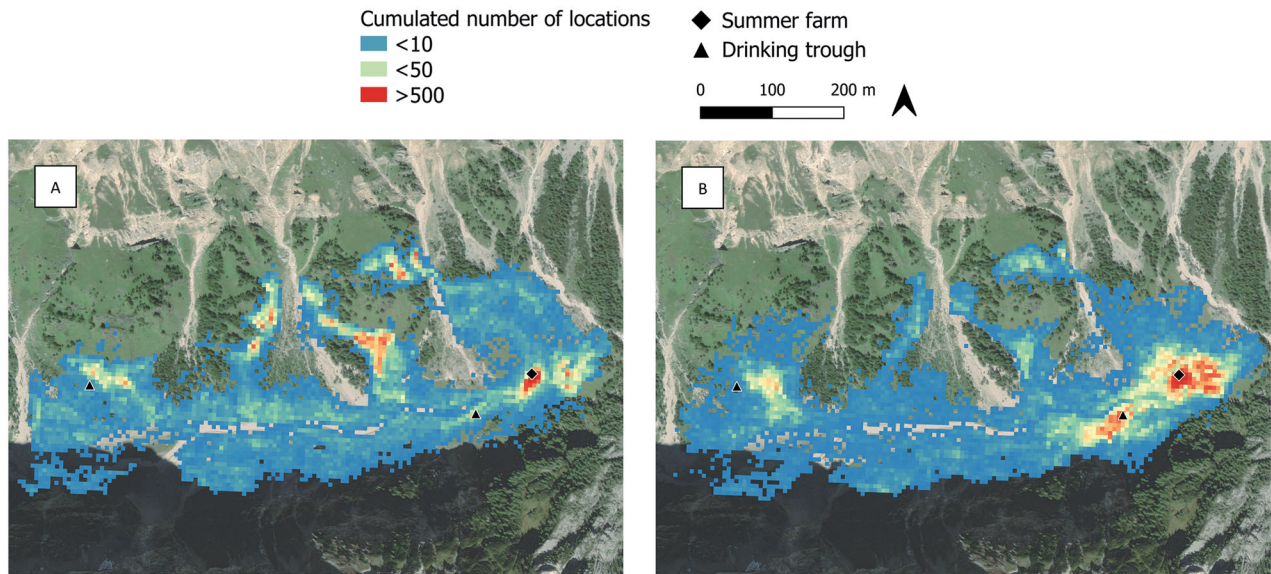 Cumulated number of locations
<10
<50
>500
Summer farm
Drinking trough
0 100 200 m
A
B